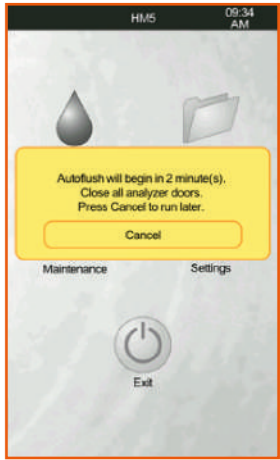 HM5
09:34
AM
Autoflush will begin in 2 minute(s).
Close all analyzer doors.
Press Cancel to run later.
Cancel
Maintenance
Settings
Exit